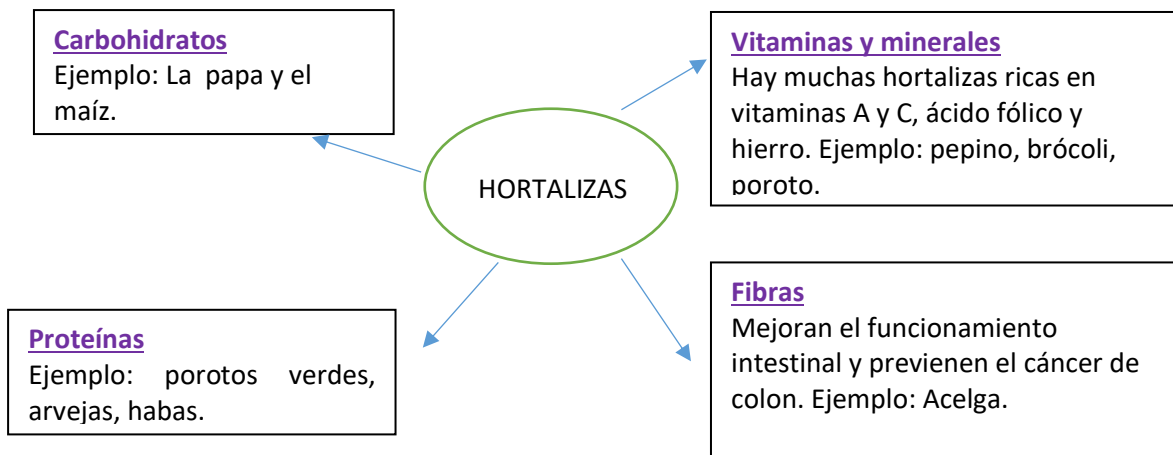 Carbohidratos
Ejemplo: La papa y el
maíz.
Vitaminas y minerales
Hay muchas hortalizas ricas en
vitaminas A y C, ácido fólico y
hierro. Ejemplo: pepino, brócoli,
poroto.
HORTALIZAS
Proteínas
Ejemplo: porotos verdes,
arvejas, habas.
Fibras
Mejoran el funcionamiento
intestinal y previenen el cáncer de
colon. Ejemplo: Acelga.